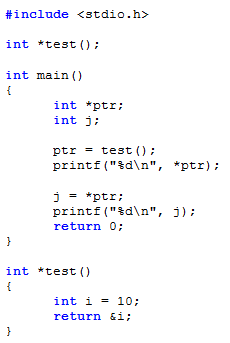 #include <stdio.h>
int *test();
int main()
{
int *ptr;
int j;
ptr = test();
printf("%d\n", *ptr);
j = *ptr;
printf("%d\n", j);
return 0;
}
int *test()
{
int i = 10;
return &i;
}